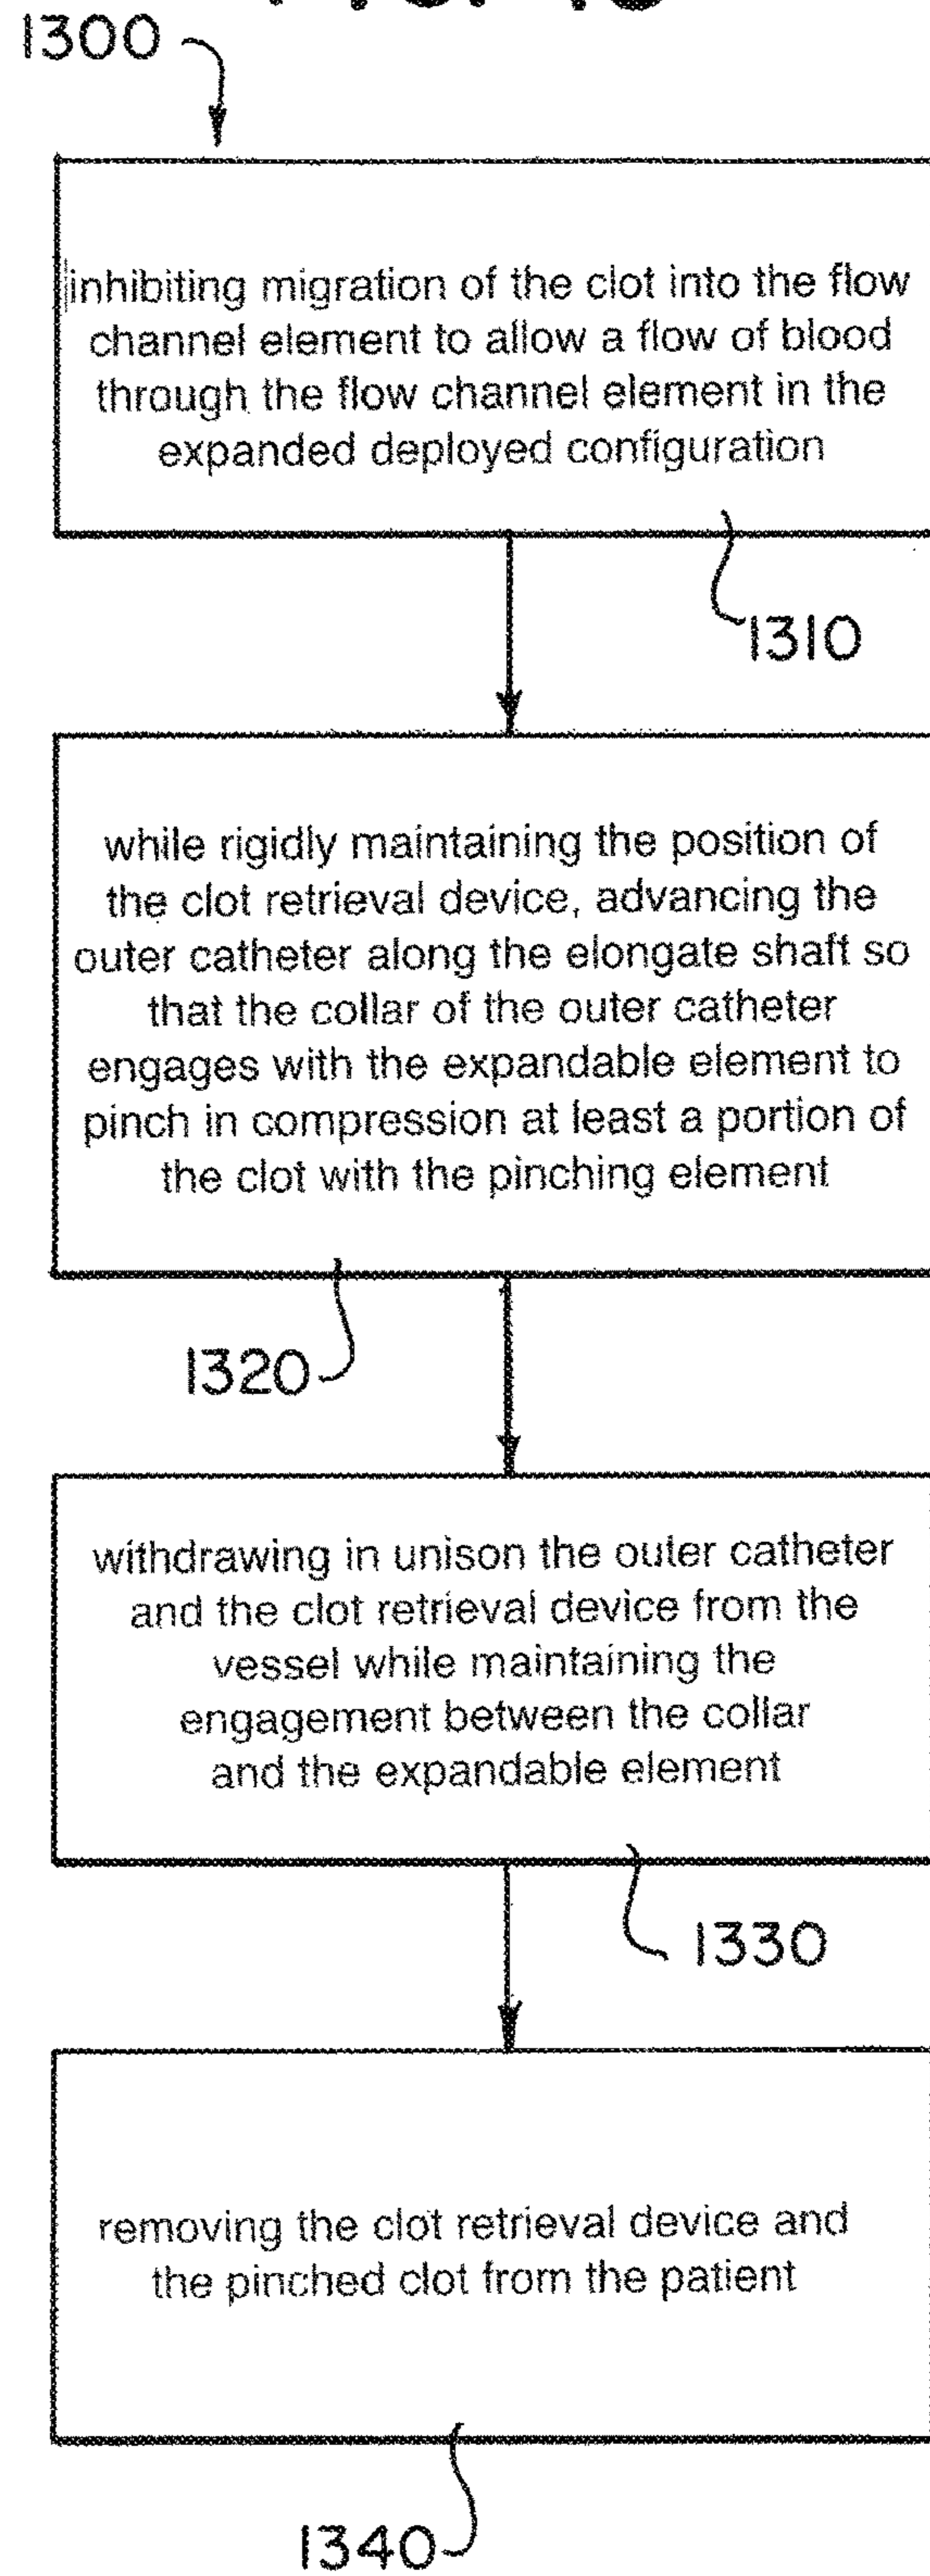 1300
inhibiting migration of the clot into the flow
channel element to allow a flow of blood
through the flow channel element in the
expanded deployed configuration
1310
while rigidly maintaining the position of
the clot retrieval device, advancing the
outer catheter along the elongate shaft so
that the collar of the outer catheter
engages with the expandable element to
pinch in compression at least a portion of
the clot with the pinching element
1320
withdrawing in unison the outer catheter
and the clot retrieval device from the
vessel while maintaining the
engagement between the collar
and the expandable element
1330
removing the clot retrieval device and
the pinched clot from the patient
1340